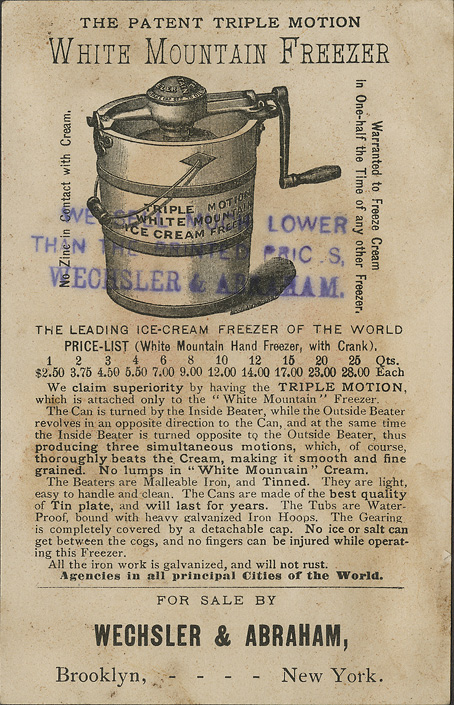 THE PATENT TRIPLE MOTION
WHITE MOUNTAIN FREEZER
No Zinc in Contact with Cream.
Warranted to Freeze Cream
in One-half the Time of any other Freezer.
TRIPLE MOTION
WHITE MOUNTAIN
ICE CREAM FREEZER
WE SELL LOWER
THAN THE PRINTED PRICES,
WECHSLER & ABRAHAM.
THE LEADING ICE-CREAM FREEZER OF THE WORLD
PRICE-LIST (White Mountain Hand Freezer, with Crank).
1 2 3 4 6 8 10 12 15 20 25 Qts.
$2.50 3.75 4.50 5.50 7.00 9.00 12.00 14.00 17.00 23.00 28.00 Each
We claim superiority by having the TRIPLE MOTION,
which is attached only to the "White Mountain" Freezer.
The Can is turned by the Inside Beater, while the Outside Beater
revolves in an opposite direction to the Can, and at the same time
the Inside Beater is turned opposite to the Outside Beater, thus
producing three simultaneous motions, which, of course,
thoroughly beats the Cream, making it smooth and fine
grained. No lumps in "White Mountain" Cream.
The Beaters are Malleable Iron, and Tinned. They are light,
easy to handle and clean. The Cans are made of the best quality
of Tin plate, and will last for years. The Tubs are Water-
Proof, bound with heavy galvanized Iron Hoops. The Gearing
is completely covered by a detachable cap. No ice or salt can
get between the cogs, and no fingers can be injured while operat-
ing this Freezer.
All the iron work is galvanized, and will not rust.
Agencies in all principal Cities of the World.
FOR SALE BY
WECHSLER & ABRAHAM,
Brooklyn, - - - - New York.